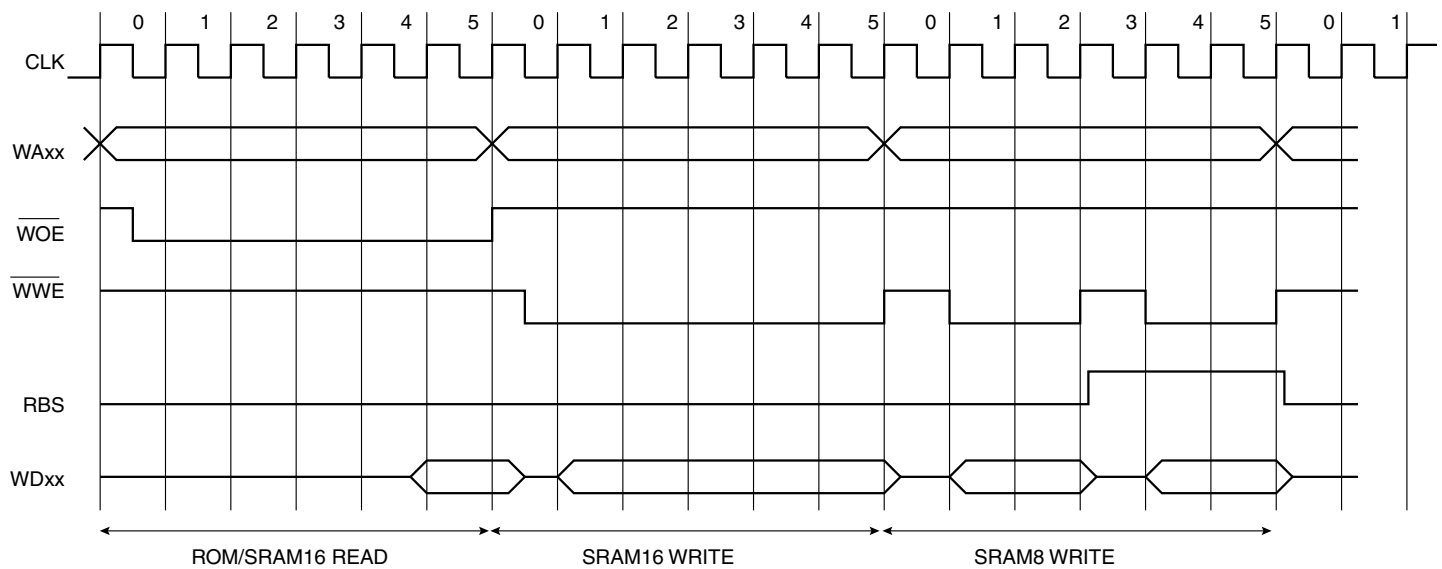 0 1 2 3 4 5 0 1 2 3 4 5 0 1 2 3 4 5 0 1
CLK
WAxx
WOE
WWE
RBS
WDxx
ROM/SRAM16 READ SRAM16 WRITE SRAM8 WRITE